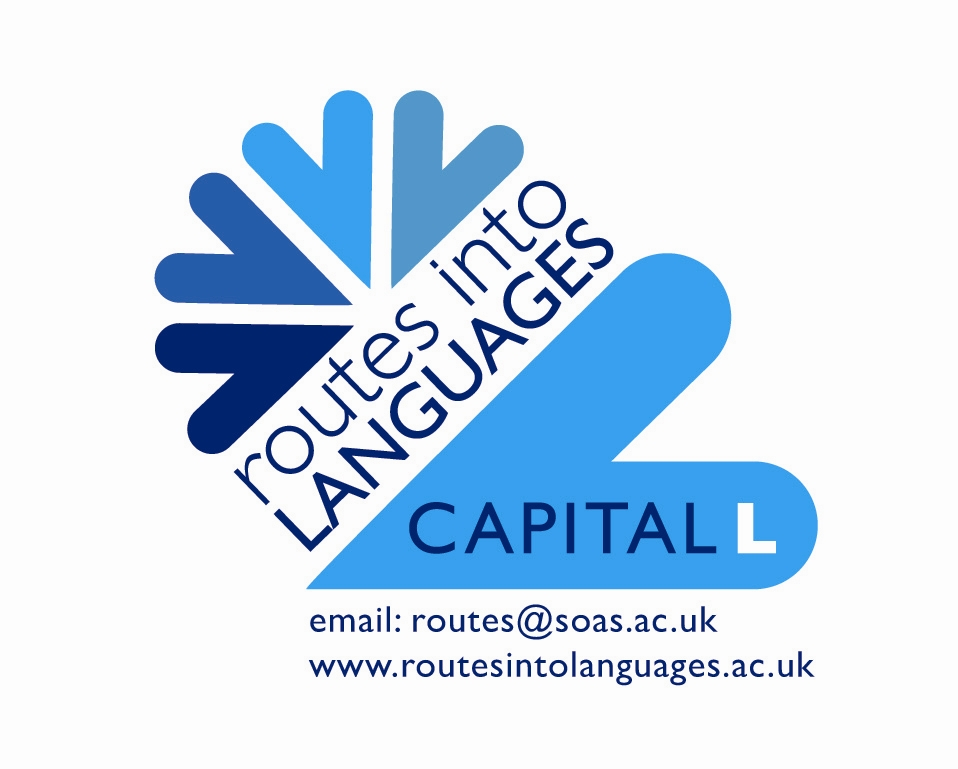 routes into
LANGUAGES
CAPITAL L
email: routes@soas.ac.uk
www.routesintolanguages.ac.uk